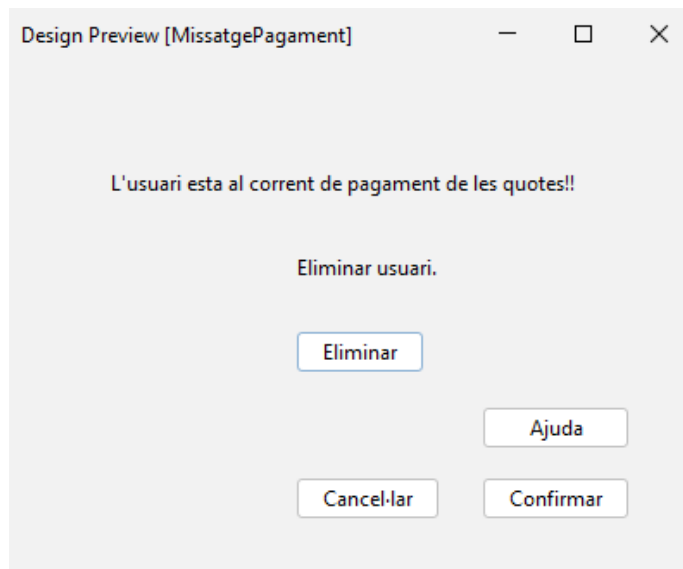 Design Preview [MissatgePagament]
L'usuari esta al corrent de pagament de les quotes!!
Eliminar usuari.
Eliminar
Ajuda
Cancel·lar
Confirmar